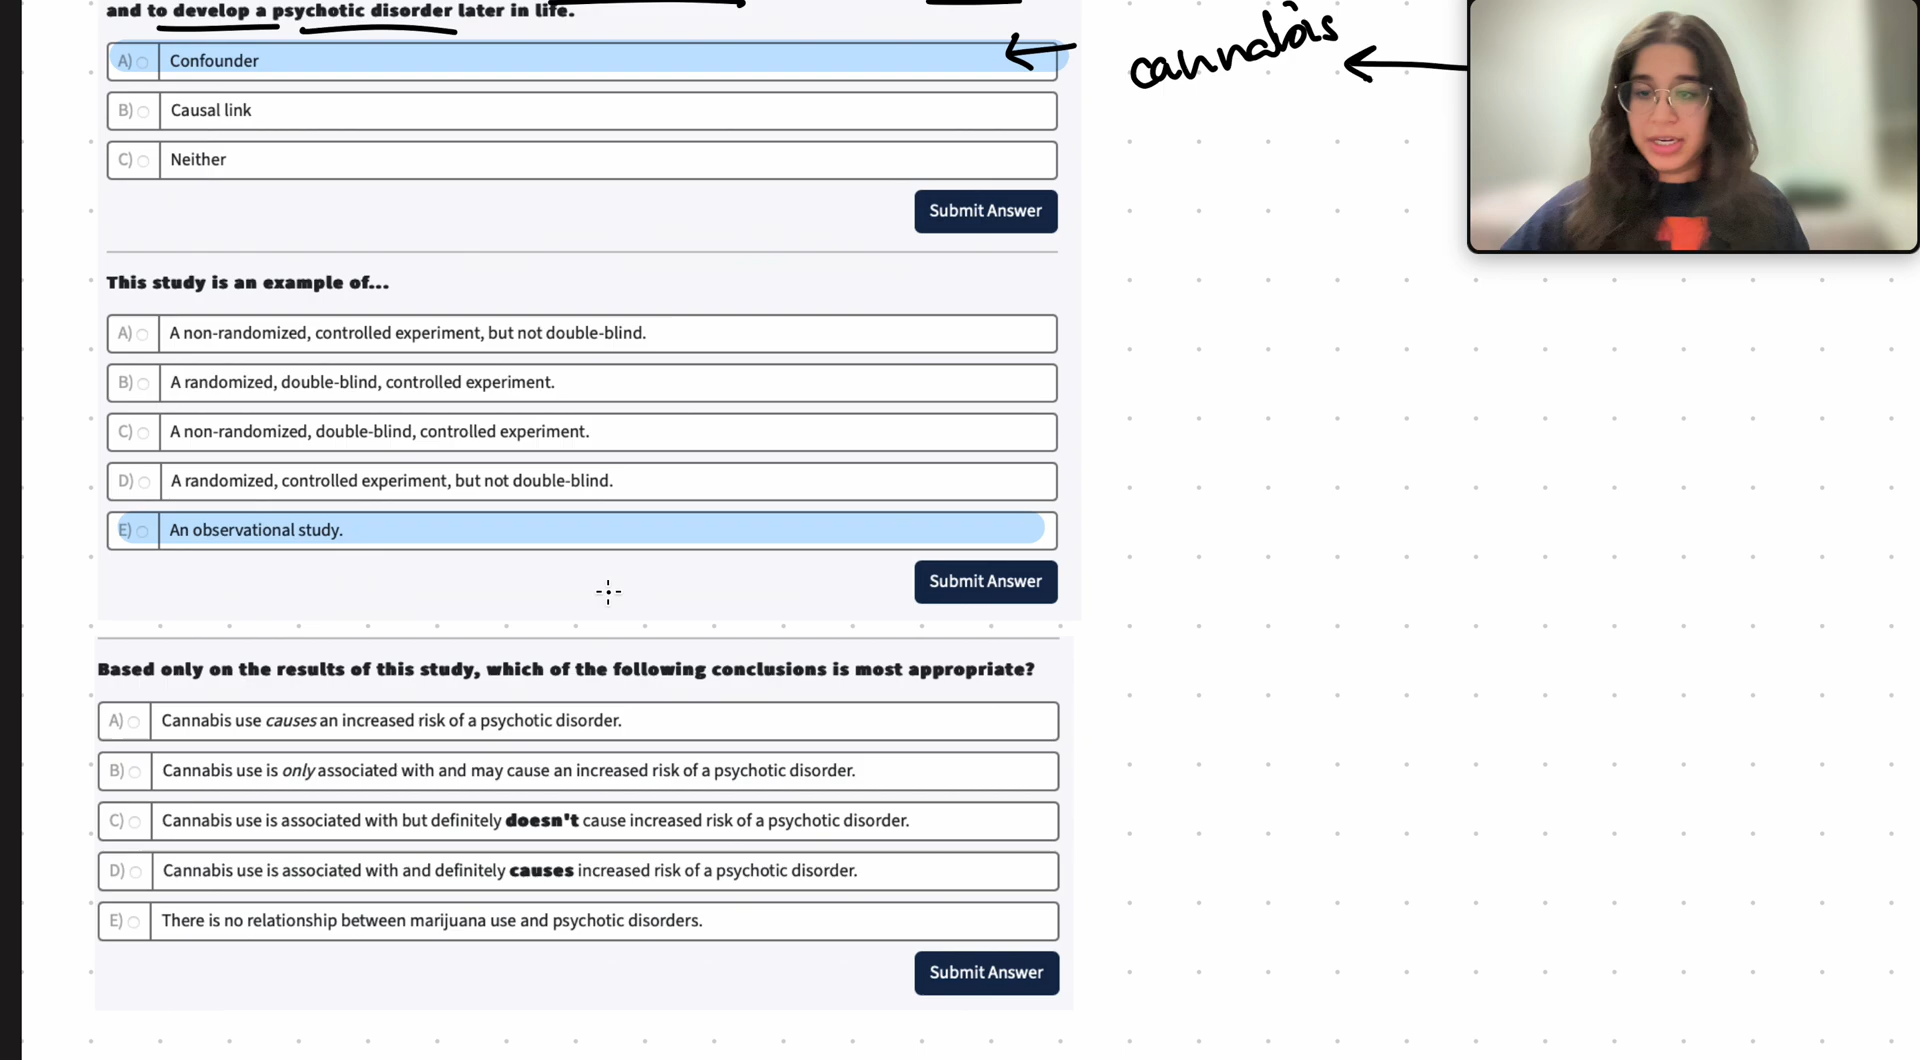 and to develop a psychotic disorder later in life.
A) Confounder
cannabis
B) Causal link
C) Neither
Submit Answer
This study is an example of...
A) A non-randomized, controlled experiment, but not double-blind.
B) A randomized, double-blind, controlled experiment.
C) A non-randomized, double-blind, controlled experiment.
D) A randomized, controlled experiment, but not double-blind.
E) An observational study.
Submit Answer
Based only on the results of this study, which of the following conclusions is most appropriate?
A) Cannabis use causes an increased risk of a psychotic disorder.
B) Cannabis use is only associated with and may cause an increased risk of a psychotic disorder.
C) Cannabis use is associated with but definitely doesn't cause increased risk of a psychotic disorder.
D) Cannabis use is associated with and definitely causes increased risk of a psychotic disorder.
E) There is no relationship between marijuana use and psychotic disorders.
Submit Answer